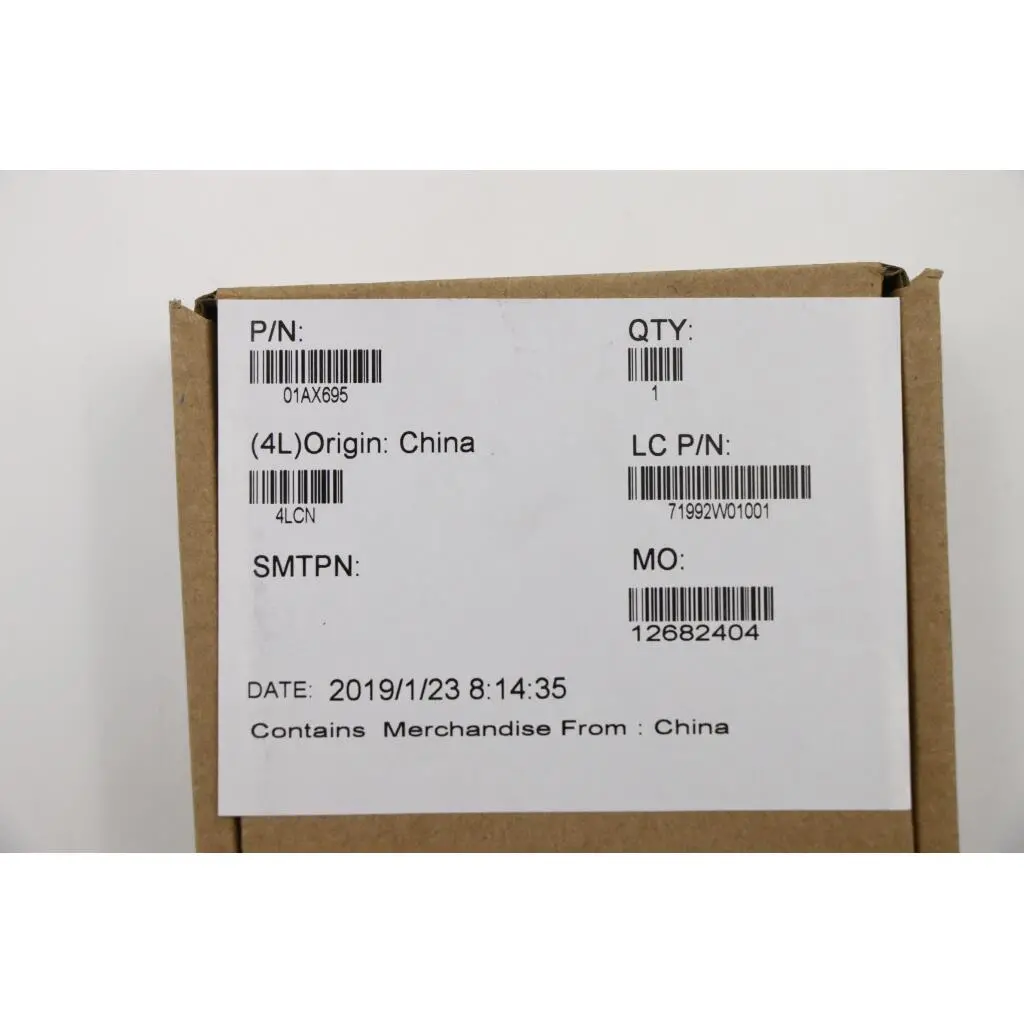 P/N:
01AX695
QTY:
1
(4L)Origin: China
4LCN
LC P/N:
71992W01001
SMTPN:
MO:
12682404
DATE: 2019/1/23 8:14:35
Contains Merchandise From : China